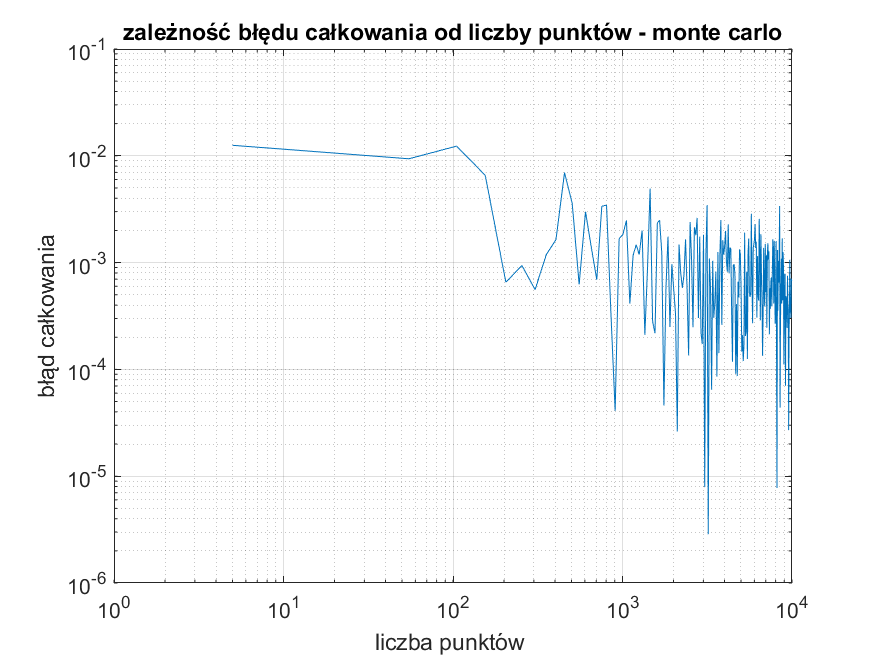 zależność błędu całkowania od liczby punktów - monte carlo
10^-1
10^-2
10^-3
10^-4
10^-5
10^-6
błąd całkowania
10^0 10^1 10^2 10^3 10^4
liczba punktów